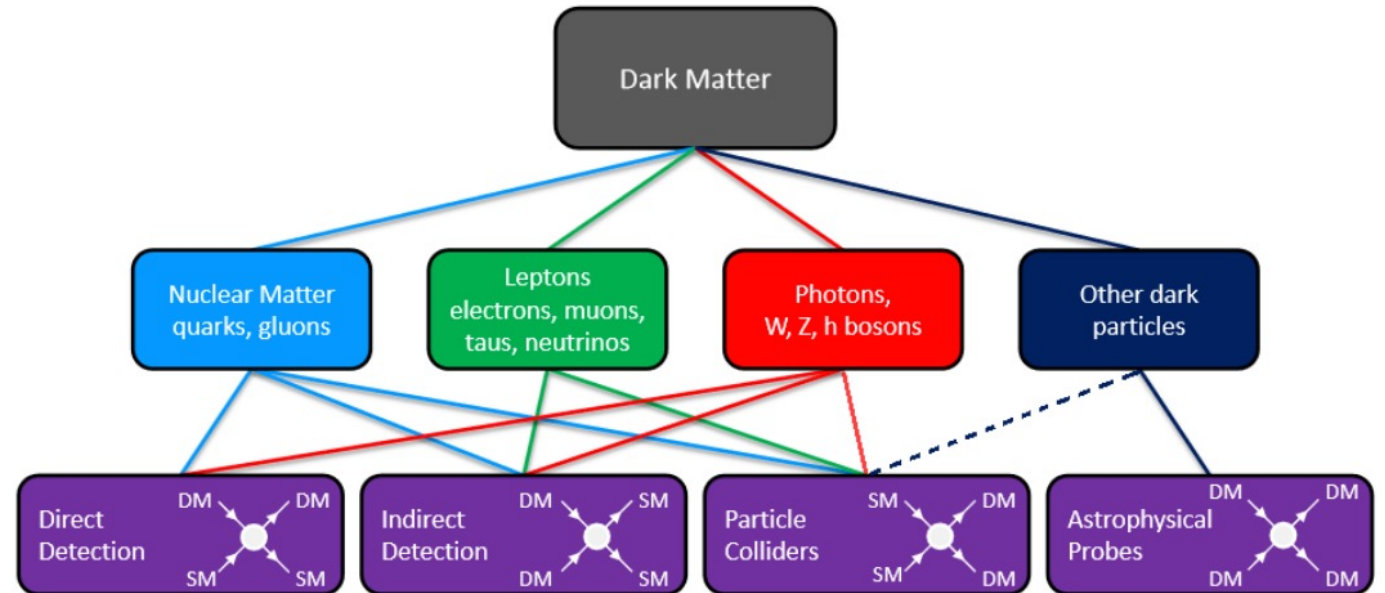 Dark Matter
Nuclear Matter
quarks, gluons
Leptons
electrons, muons,
taus, neutrinos
Photons,
W, Z, h bosons
Other dark
particles
Direct
Detection
DM
DM
SM
SM
Indirect
Detection
DM
SM
DM
SM
Particle
Colliders
SM
DM
SM
DM
Astrophysical
Probes
DM
DM
DM
DM